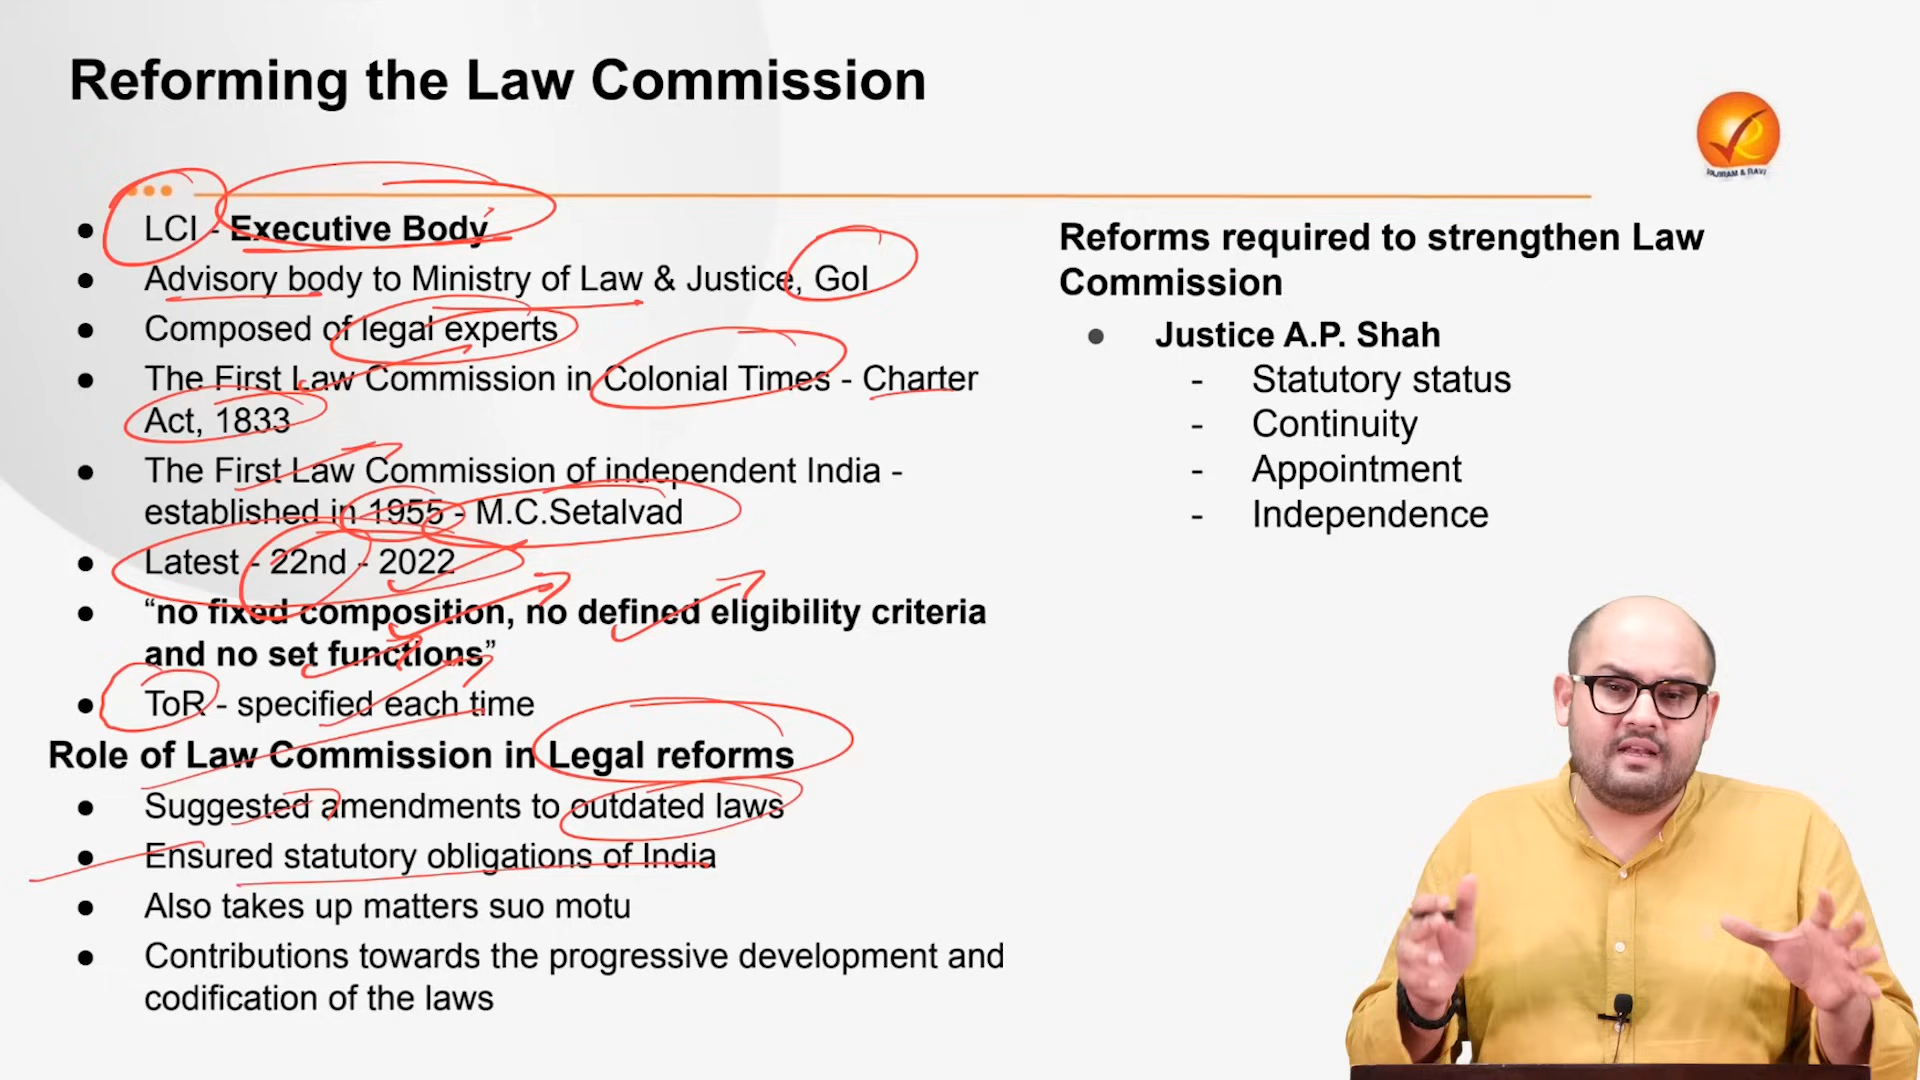 Reforming the Law Commission
VAJIRAM & RAVI
● LCI - Executive Body
● Advisory body to Ministry of Law & Justice, GoI
● Composed of legal experts
● The First Law Commission in Colonial Times - Charter
Act, 1833
● The First Law Commission of independent India -
established in 1955 - M.C.Setalvad
● Latest - 22nd - 2022
● “no fixed composition, no defined eligibility criteria
and no set functions”
● ToR - specified each time
Role of Law Commission in Legal reforms
● Suggested amendments to outdated laws
● Ensured statutory obligations of India
● Also takes up matters suo motu
● Contributions towards the progressive development and
codification of the laws
Reforms required to strengthen Law
Commission
● Justice A.P. Shah
- Statutory status
- Continuity
- Appointment
- Independence